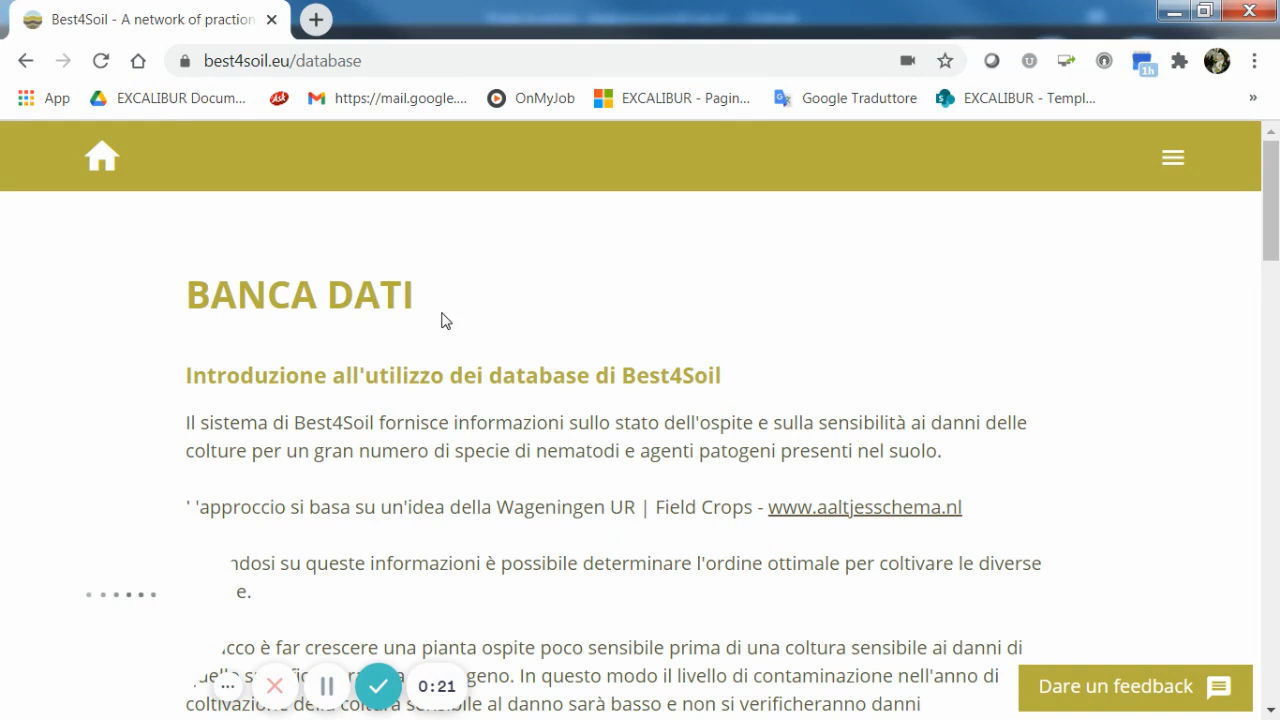 Best4Soil - A network of praction
best4soil.eu/database
1h
App
EXCALIBUR Docum...
Ask
https://mail.google....
OnMyJob
EXCALIBUR - Pagin...
Google Traduttore
EXCALIBUR - Templ...
»
BANCA DATI
Introduzione all'utilizzo dei database di Best4Soil
Il sistema di Best4Soil fornisce informazioni sullo stato dell'ospite e sulla sensibilità ai danni delle
colture per un gran numero di specie di nematodi e agenti patogeni presenti nel suolo.
'approccio si basa su un'idea della Wageningen UR | Field Crops - www.aaltjesschema.nl
ndosi su queste informazioni è possibile determinare l'ordine ottimale per coltivare le diverse
e.
cco è far crescere una pianta ospite poco sensibile prima di una coltura sensibile ai danni di
geno. In questo modo il livello di contaminazione nell'anno di
coltivazione della coltura sensibile al danno sarà basso e non si verificheranno danni
0:21
Dare un feedback